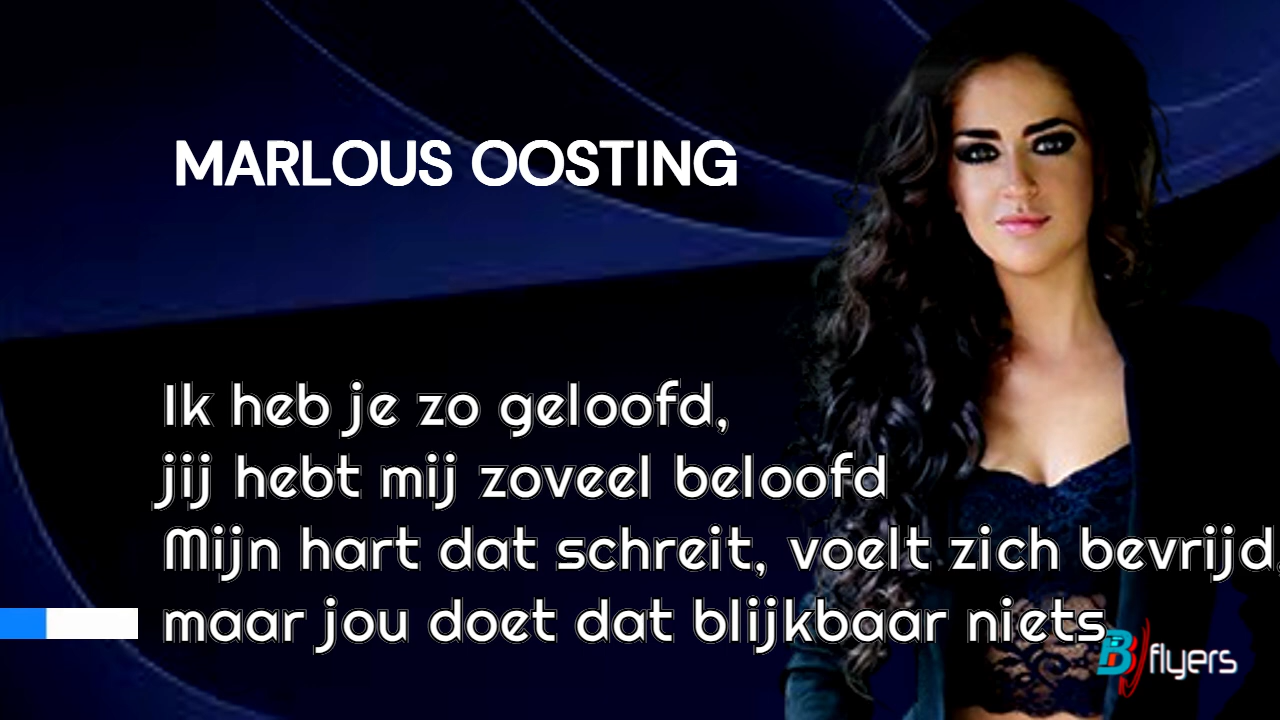 MARLOUS OOSTING
Ik heb je zo geloofd,
jij hebt mij zoveel beloofd
Mijn hart dat schreit, voelt zich bevrijd,
maar jou doet dat blijkbaar niets
B flyers